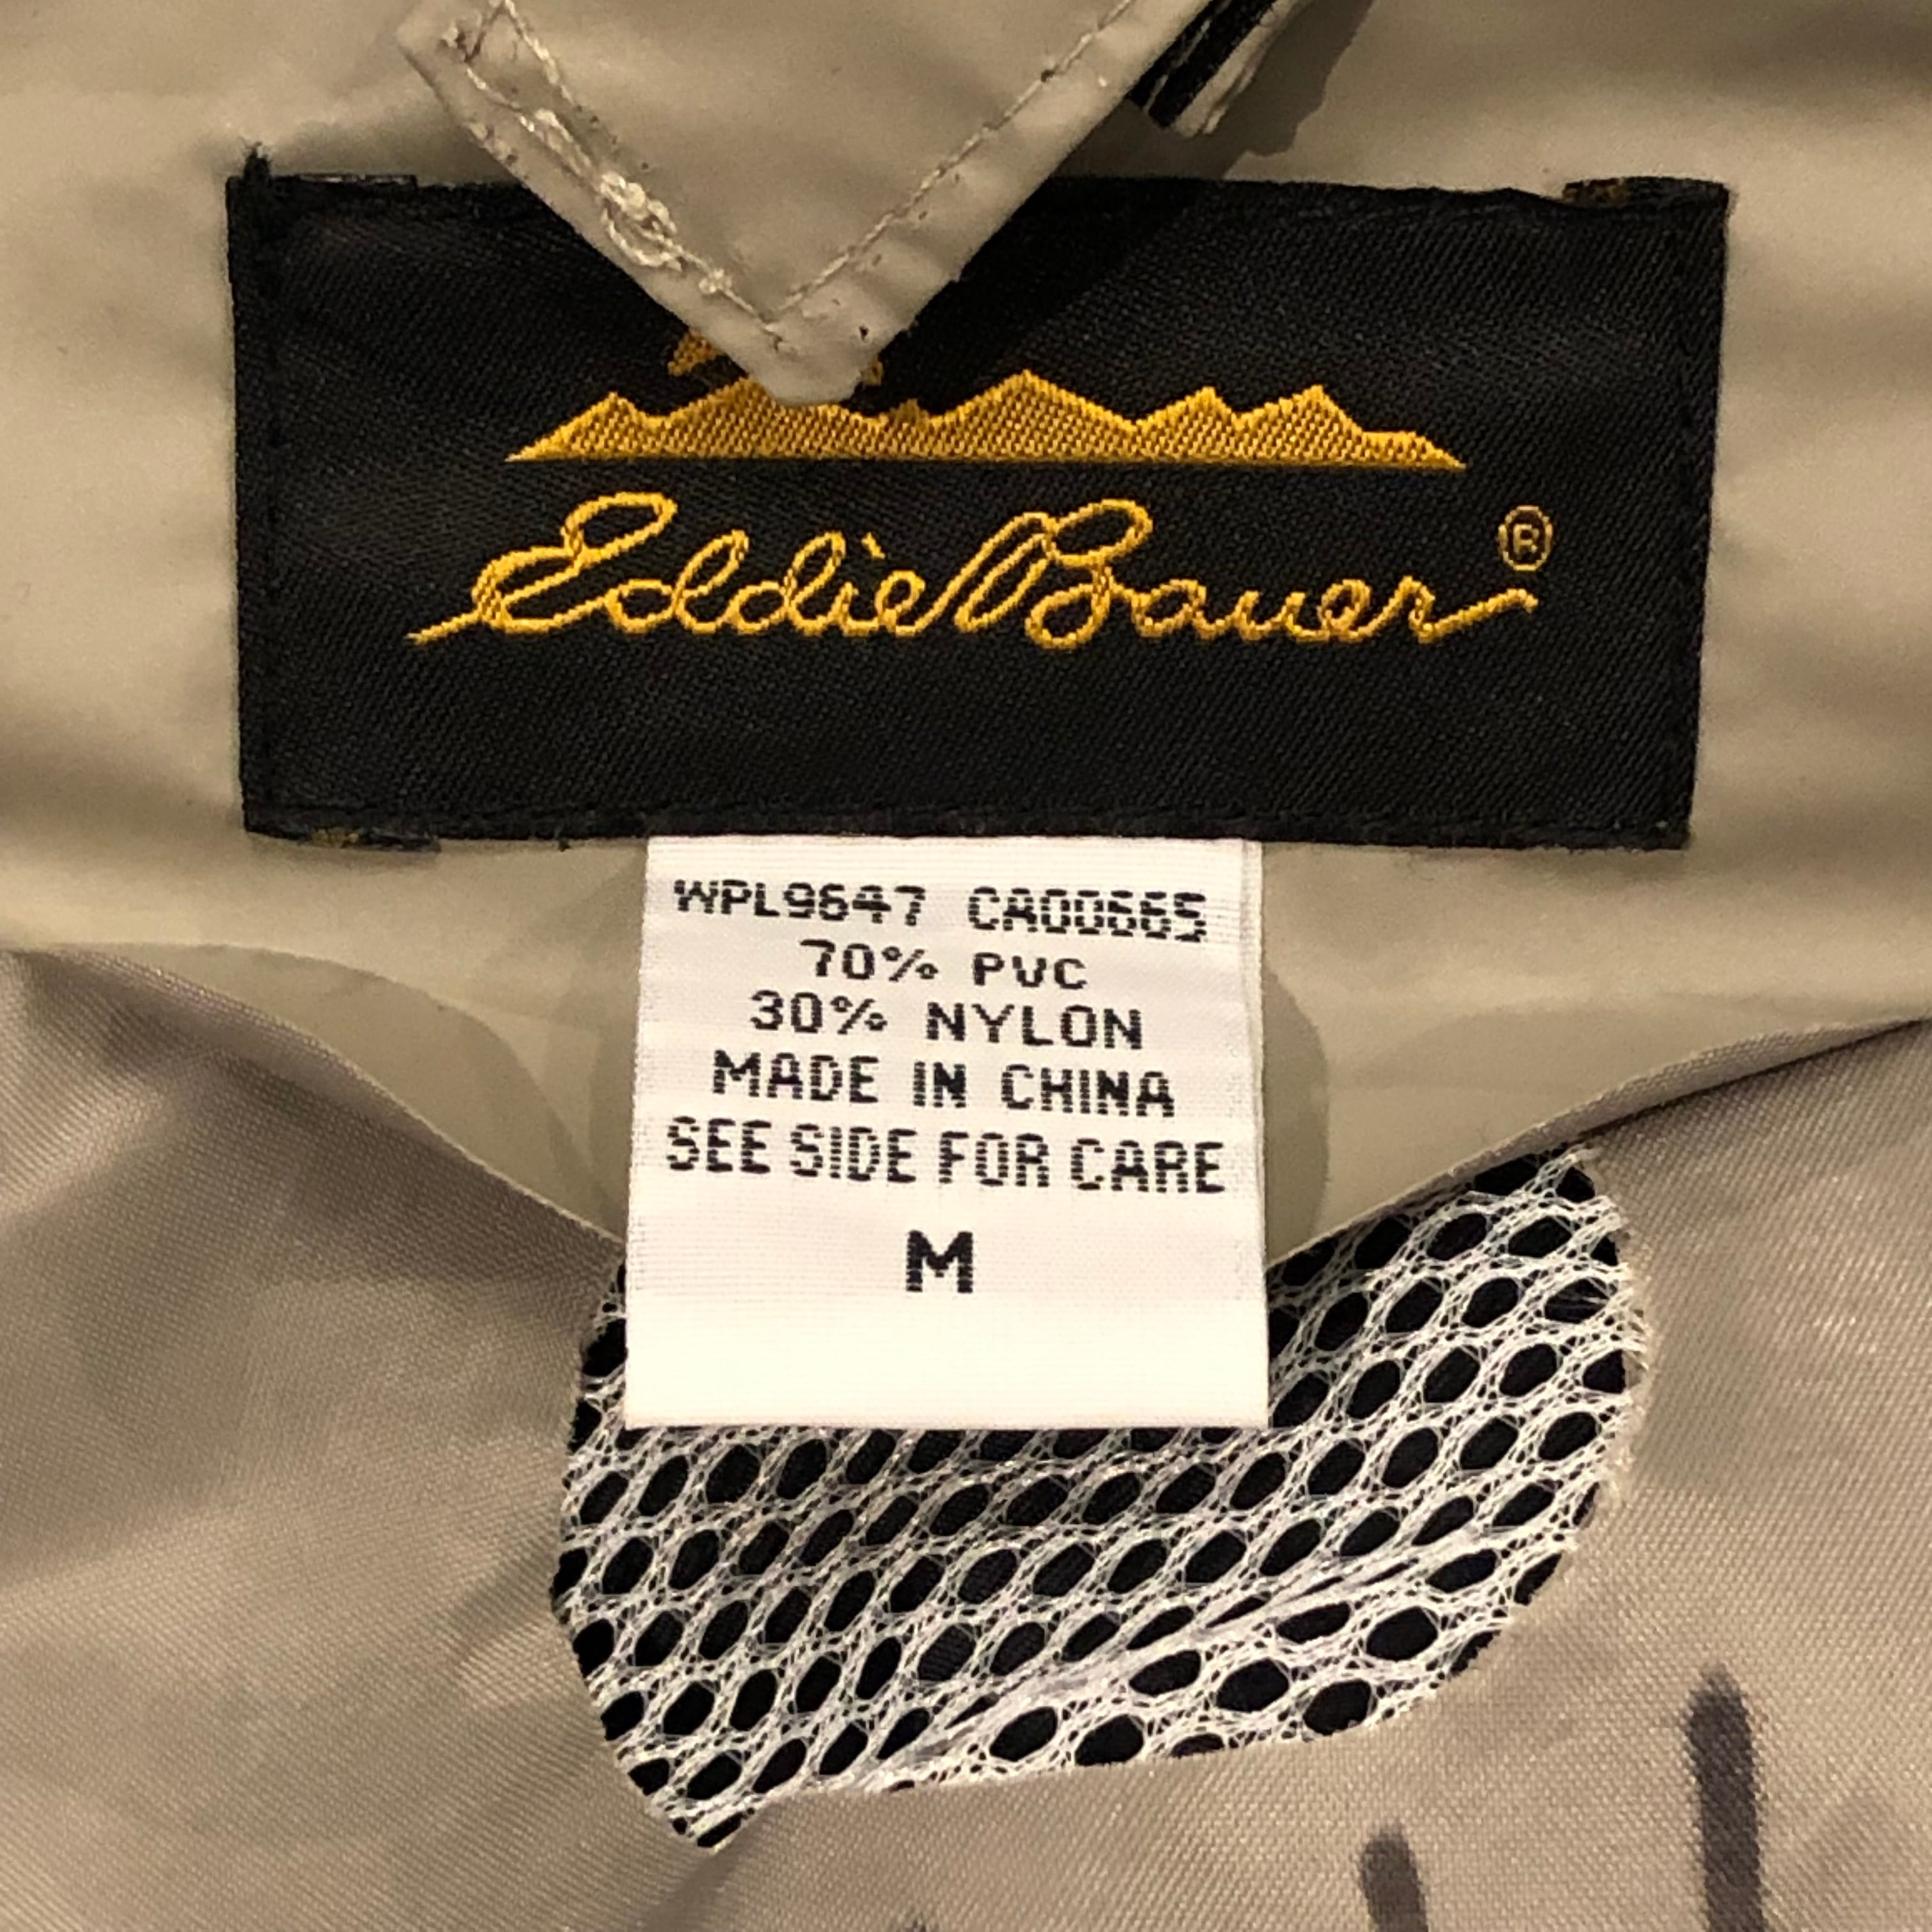 Eddie Bauer®
WPL9647 CA00665
70% PVC
30% NYLON
MADE IN CHINA
SEE SIDE FOR CARE
M